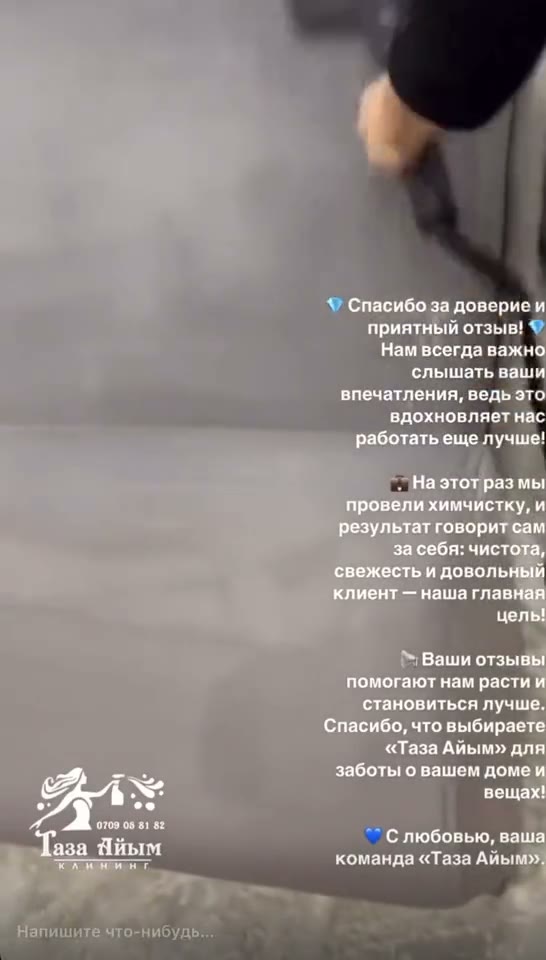 💎 Спасибо за доверие и
приятный отзыв! 💎
Нам всегда важно
слышать ваши
впечатления, ведь это
вдохновляет нас
работать еще лучше!
💼 На этот раз мы
провели химчистку, и
результат говорит сам
за себя: чистота,
свежесть и довольный
клиент — наша главная
цель!
📢 Ваши отзывы
помогают нам расти и
становиться лучше.
Спасибо, что выбираете
«Таза Айым» для
заботы о вашем доме и
вещах!
💙 С любовью, ваша
команда «Таза Айым».
0709 05 81 82
Таза Айым
КЛИНИНГ
Напишите что-нибудь...